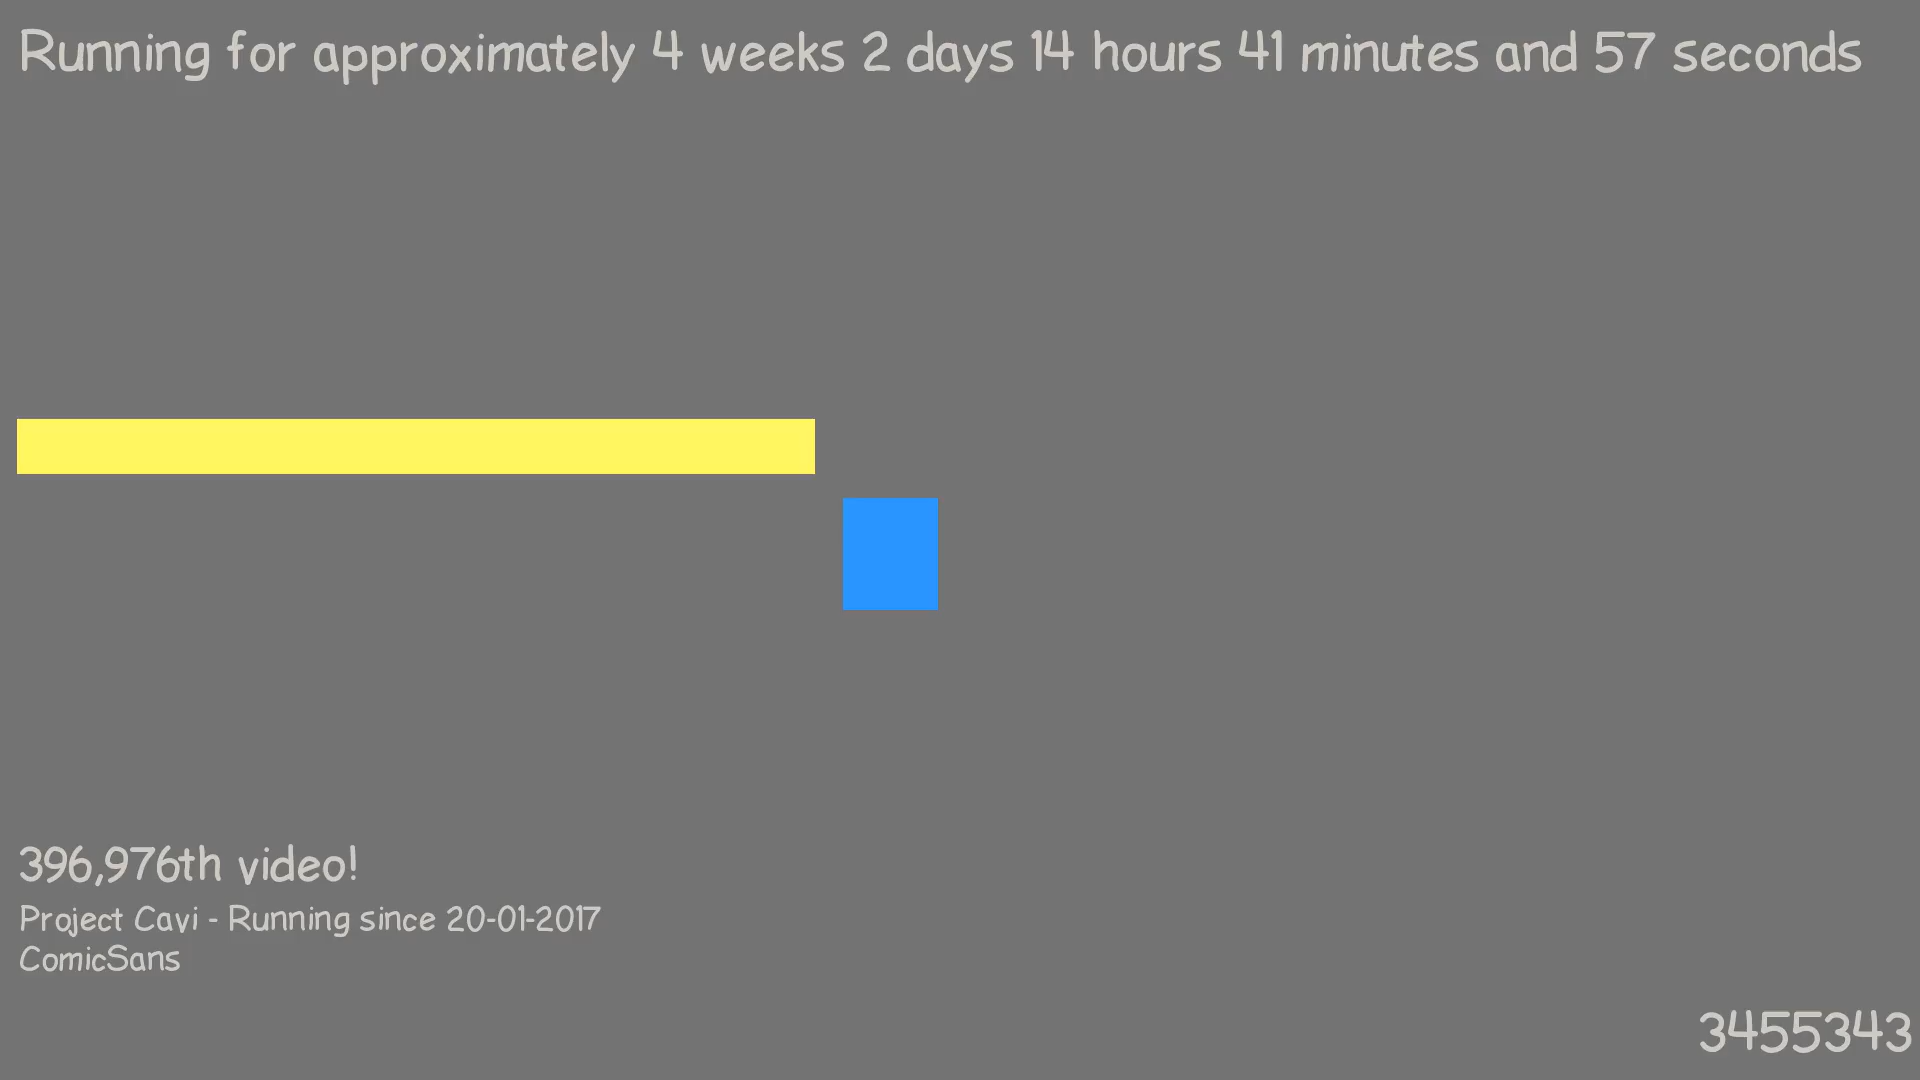 Running for approximately 4 weeks 2 days 14 hours 41 minutes and 57 seconds
396,976th video!
Project Cavi - Running since 20-01-2017
ComicSans
3455343